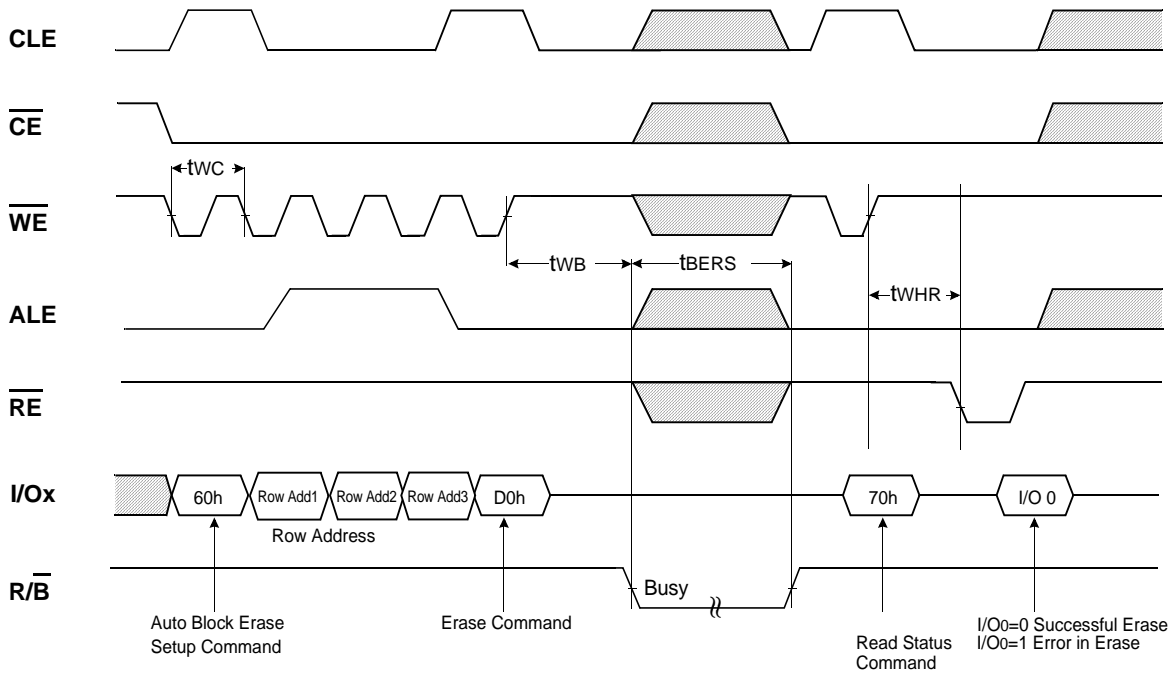 CLE
CE
tWC
WE
tWB
tBERS
tWHR
ALE
RE
I/Ox
60h
Row Add1
Row Add2
Row Add3
D0h
70h
I/O 0
Row Address
R/B
Busy
Auto Block Erase
Setup Command
Erase Command
Read Status
Command
I/O0=0 Successful Erase
I/O0=1 Error in Erase